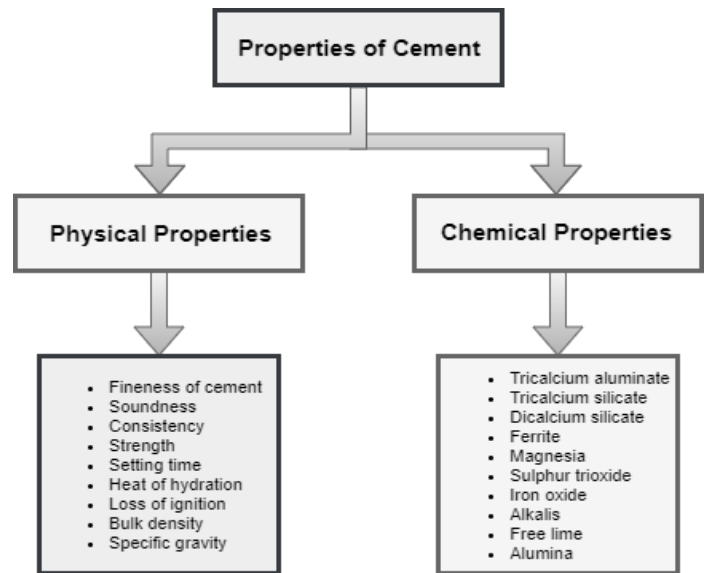 Properties of Cement
Physical Properties
Chemical Properties
• Fineness of cement
• Soundness
• Consistency
• Strength
• Setting time
• Heat of hydration
• Loss of ignition
• Bulk density
• Specific gravity
• Tricalcium aluminate
• Tricalcium silicate
• Dicalcium silicate
• Ferrite
• Magnesia
• Sulphur trioxide
• Iron oxide
• Alkalis
• Free lime
• Alumina